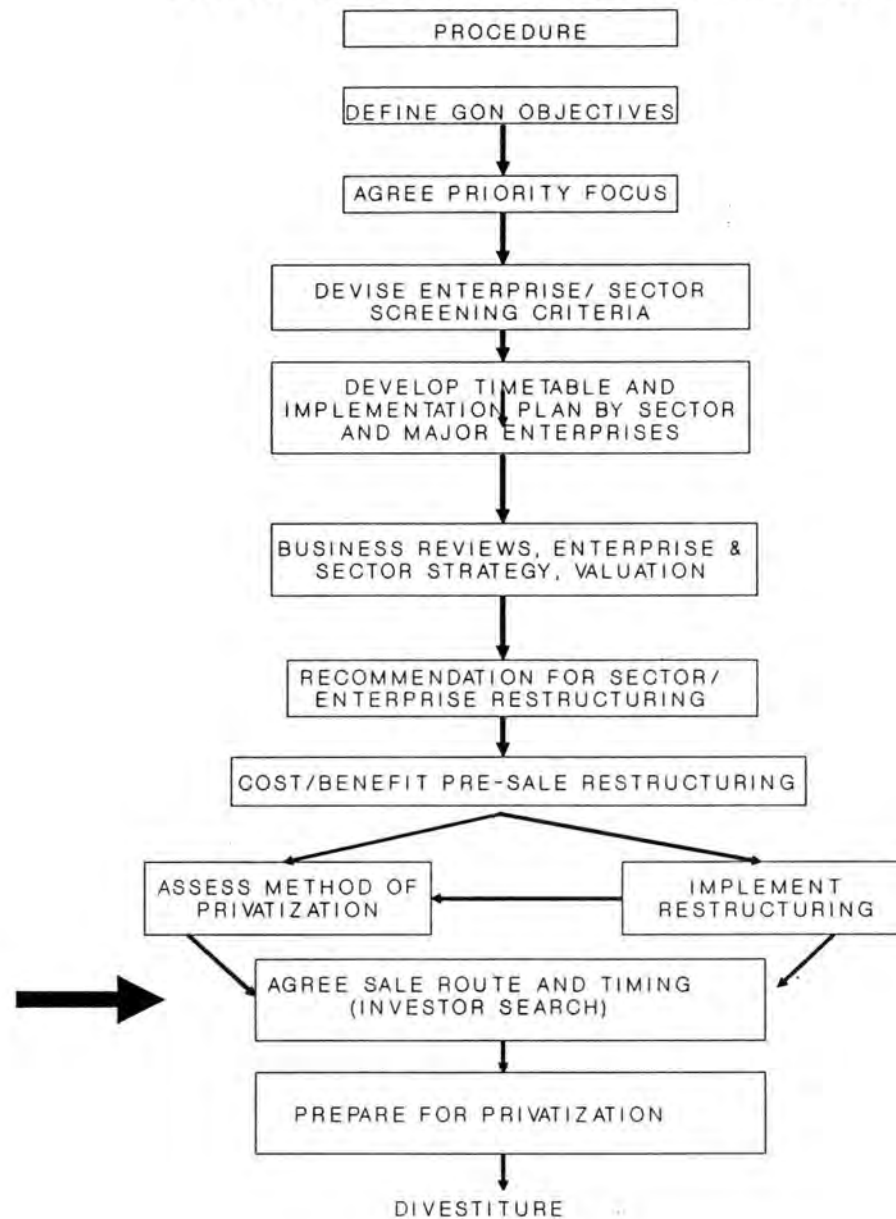 PROCEDURE
DEFINE GON OBJECTIVES
AGREE PRIORITY FOCUS
DEVISE ENTERPRISE/ SECTOR
SCREENING CRITERIA
DEVELOP TIMETABLE AND
IMPLEMENTATION PLAN BY SECTOR
AND MAJOR ENTERPRISES
BUSINESS REVIEWS, ENTERPRISE &
SECTOR STRATEGY, VALUATION
RECOMMENDATION FOR SECTOR/
ENTERPRISE RESTRUCTURING
COST/BENEFIT PRE-SALE RESTRUCTURING
ASSESS METHOD OF
PRIVATIZATION
IMPLEMENT
RESTRUCTURING
AGREE SALE ROUTE AND TIMING
(INVESTOR SEARCH)
PREPARE FOR PRIVATIZATION
DIVESTITURE